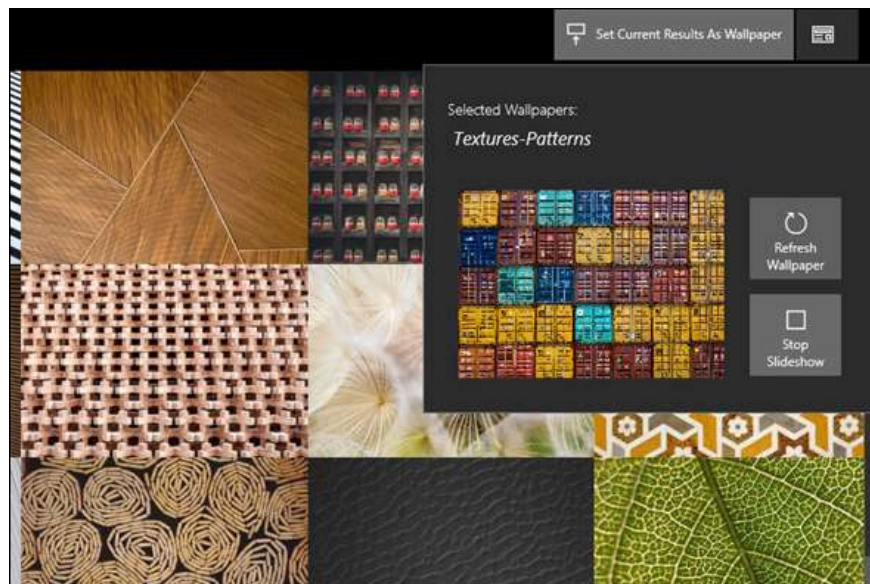 Set Current Results As Wallpaper
Selected Wallpapers:
Textures-Patterns
Refresh
Wallpaper
Stop
Slideshow